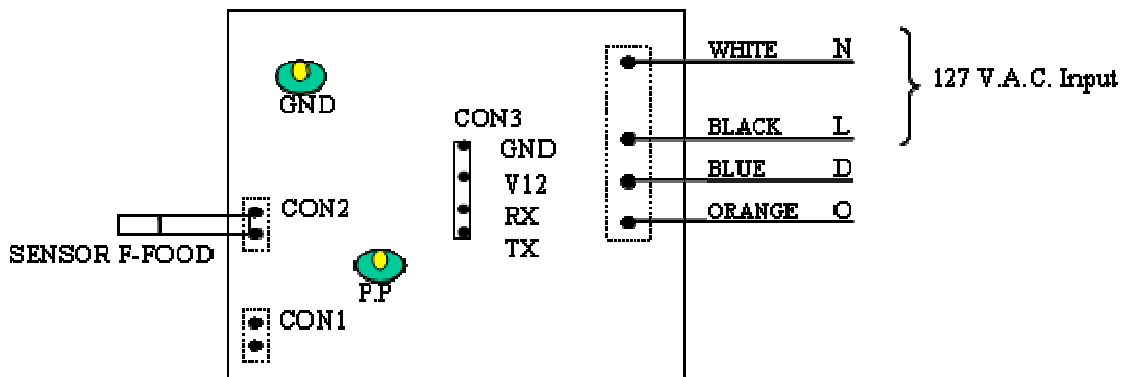 WHITE N
127 V.A.C. Input
GND
CON3
BLACK L
GND
BLUE D
V12
CON2
RX
ORANGE O
SENSOR F-FOOD
TX
P.P
CON1